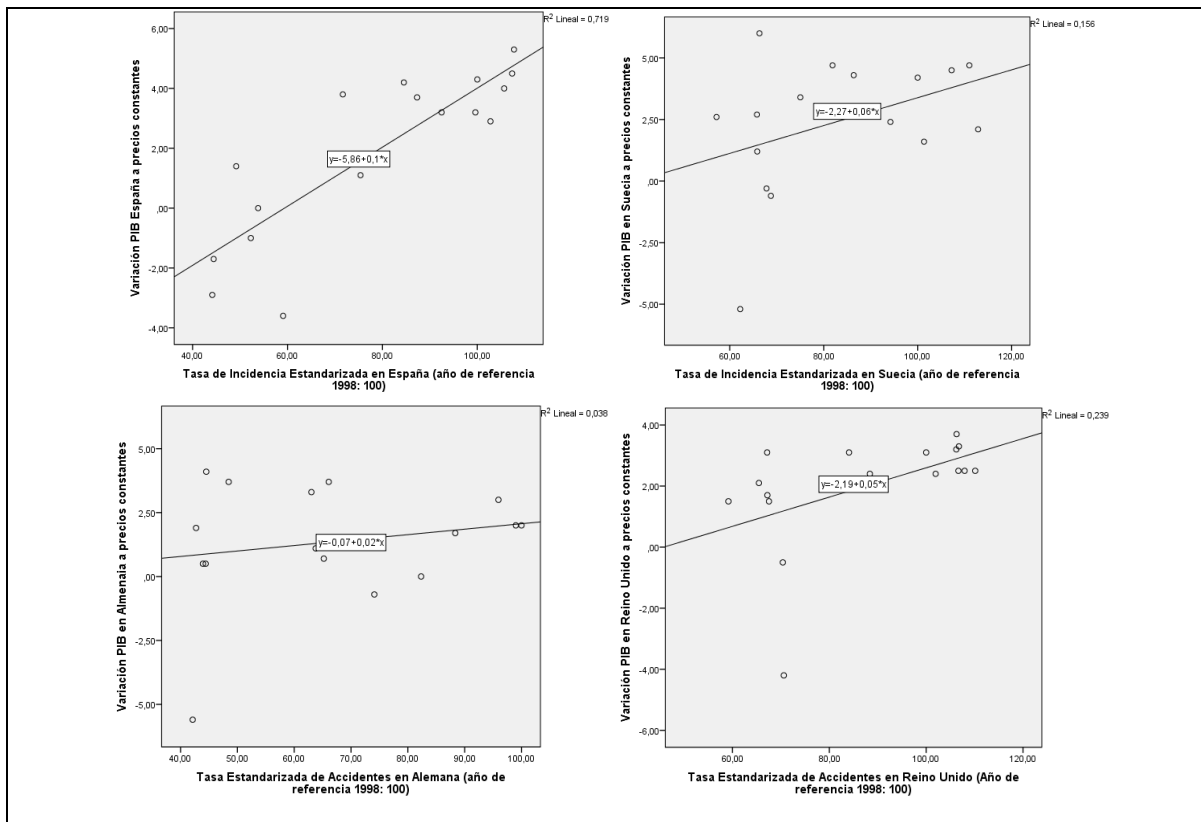 R² Lineal = 0,719
6,00
4,00
2,00
,00
-2,00
-4,00
Variación PIB España a precios constantes
y=-5,86+0,1*x
40,00 60,00 80,00 100,00
Tasa de Incidencia Estandarizada en España (año de referencia
1998: 100)
R² Lineal = 0,156
5,00
2,50
,00
-2,50
-5,00
Variación PIB en Suecia a precios constantes
y=-2,27+0,06*x
60,00 80,00 100,00 120,00
Tasa de Incidencia Estandarizada en Suecia (año de referencia
1998: 100)
R² Lineal = 0,038
5,00
2,50
,00
-2,50
-5,00
Variación PIB en Almenaia a precios constantes
y=-0,07+0,02*x
40,00 50,00 60,00 70,00 80,00 90,00 100,00
Tasa Estandarizada de Accidentes en Alemana (año de
referencia 1998: 100)
R² Lineal = 0,239
4,00
2,00
,00
-2,00
-4,00
-6,00
Variación PIB en Reino Unido a precios constantes
y=-2,19+0,05*x
60,00 80,00 100,00 120,00
Tasa Estandarizada de Accidentes en Reino Unido (Año de
referencia 1998: 100)